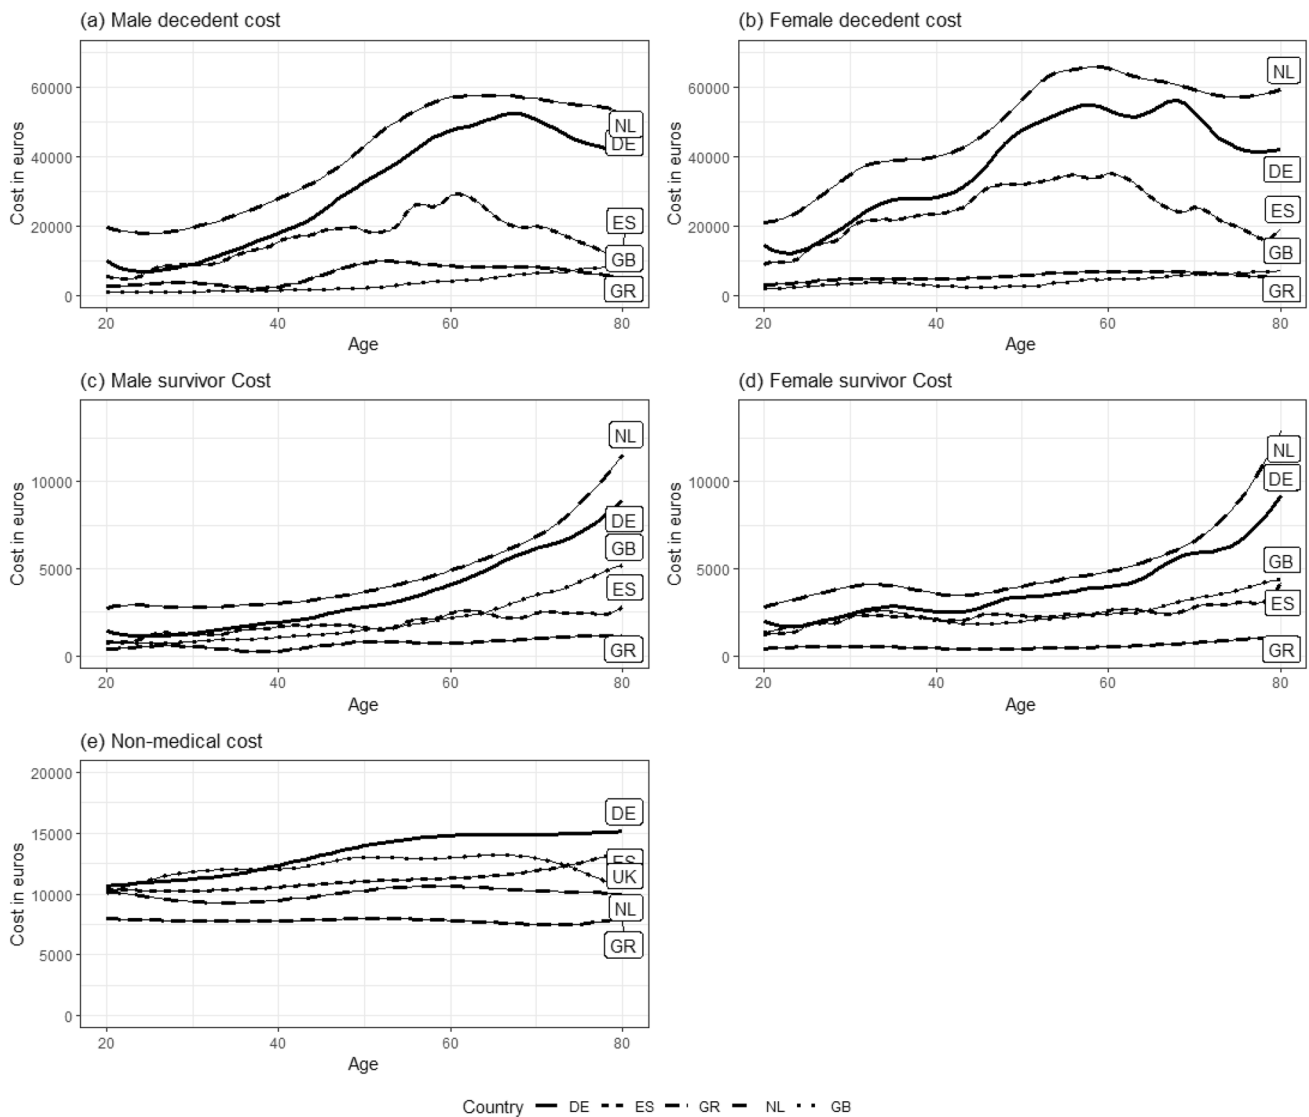 (a) Male decedent cost
Cost in euros
60000
40000
20000
0
NL
DE
ES
GB
GR
20 40 60 80
Age
(b) Female decedent cost
Cost in euros
60000
40000
20000
0
NL
DE
ES
GB
GR
20 40 60 80
Age
(c) Male survivor Cost
Cost in euros
10000
5000
0
NL
DE
GB
ES
GR
20 40 60 80
Age
(d) Female survivor Cost
Cost in euros
10000
5000
0
NL
DE
GB
ES
GR
20 40 60 80
Age
(e) Non-medical cost
Cost in euros
20000
15000
10000
5000
0
DE
ES
UK
NL
GR
20 40 60 80
Age
Country DE ES GR NL GB